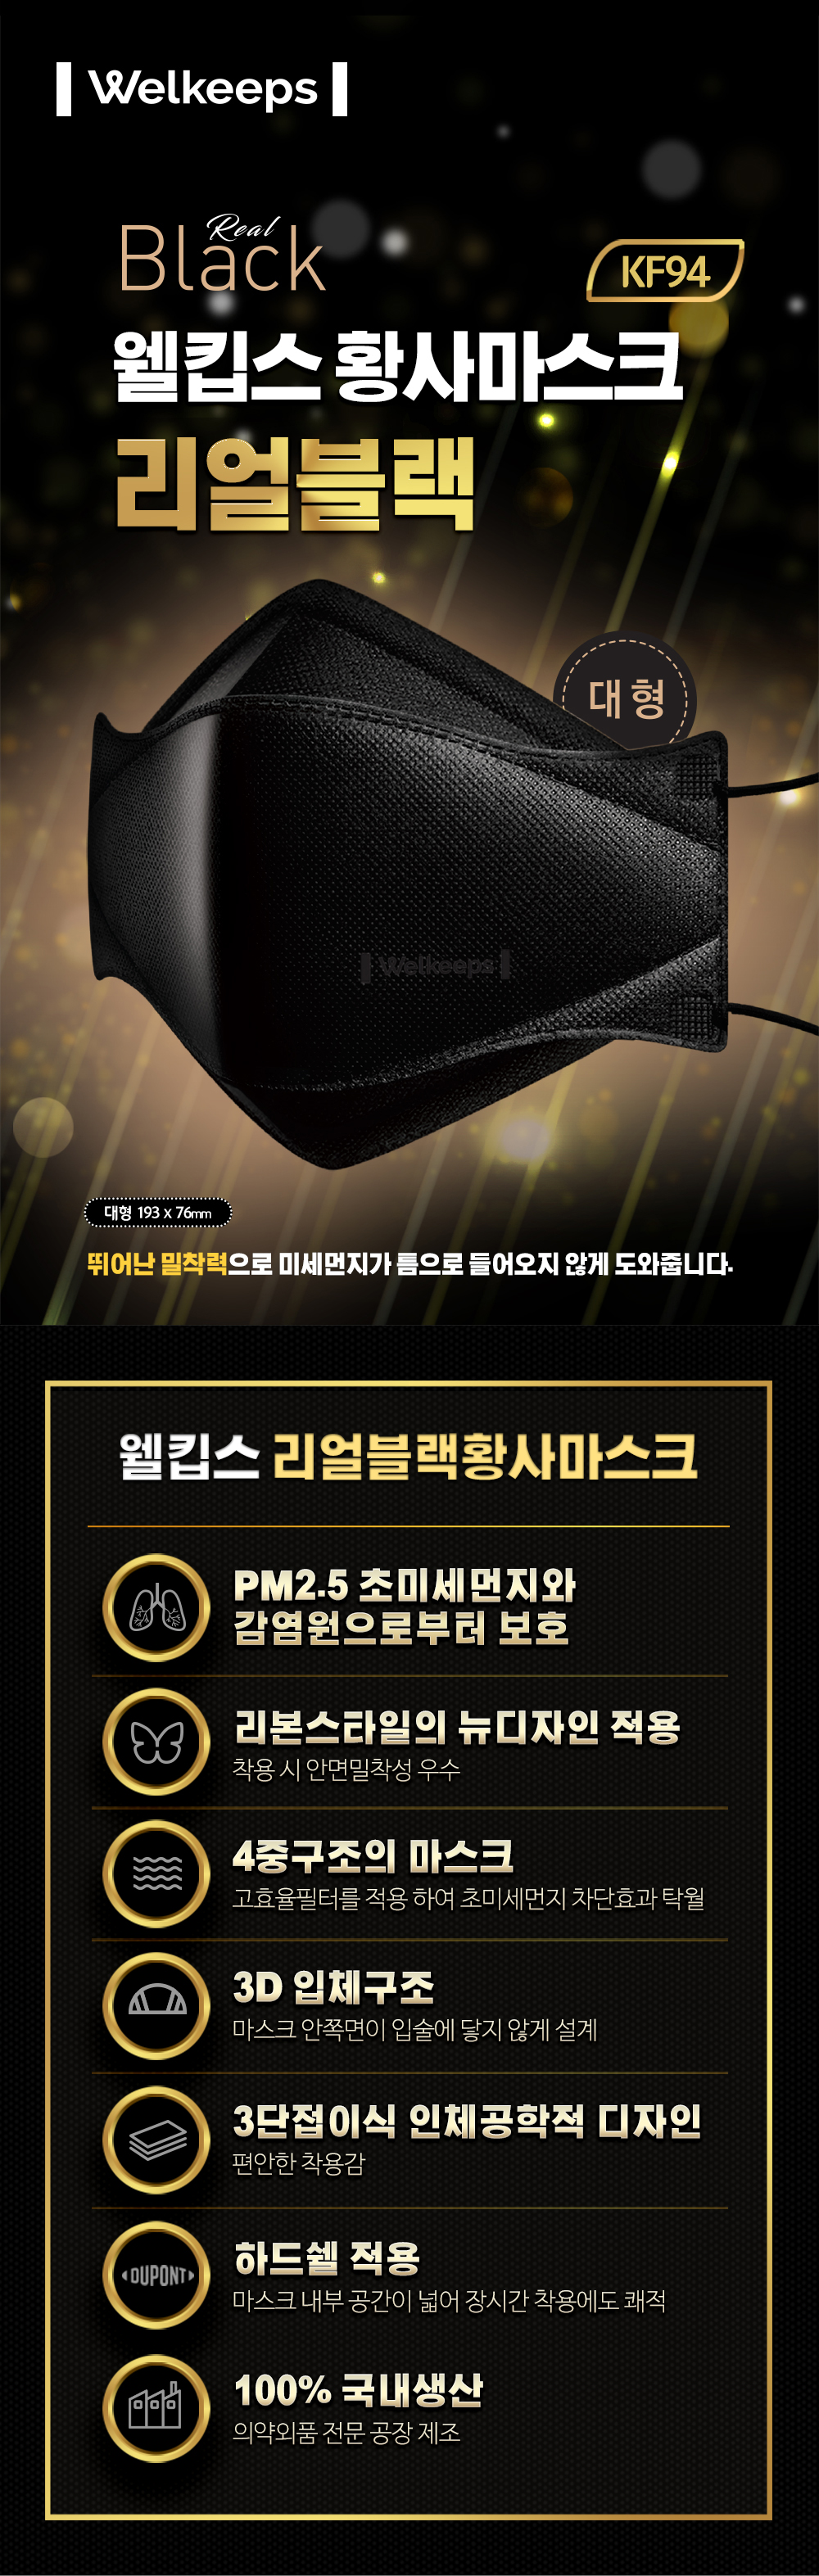 Welkeeps
Real
Black
KF94
웰킵스 황사마스크
리얼블랙
대형
Welkeeps
대형 193 x 76mm
뛰어난 밀착력으로 미세먼지가 틈으로 들어오지 않게 도와줍니다.
웰킵스 리얼블랙황사마스크
PM2.5 초미세먼지와
감염원으로부터 보호
리본스타일의 뉴디자인 적용
착용 시 안면밀착성 우수
4중구조의 마스크
고효율필터를 적용 하여 초미세먼지 차단효과 탁월
3D 입체구조
마스크 안쪽면이 입술에 닿지 않게 설계
3단접이식 인체공학적 디자인
편안한 착용감
DUPONT
하드쉘 적용
마스크 내부 공간이 넓어 장시간 착용에도 쾌적
100% 국내생산
의약외품 전문 공장 제조